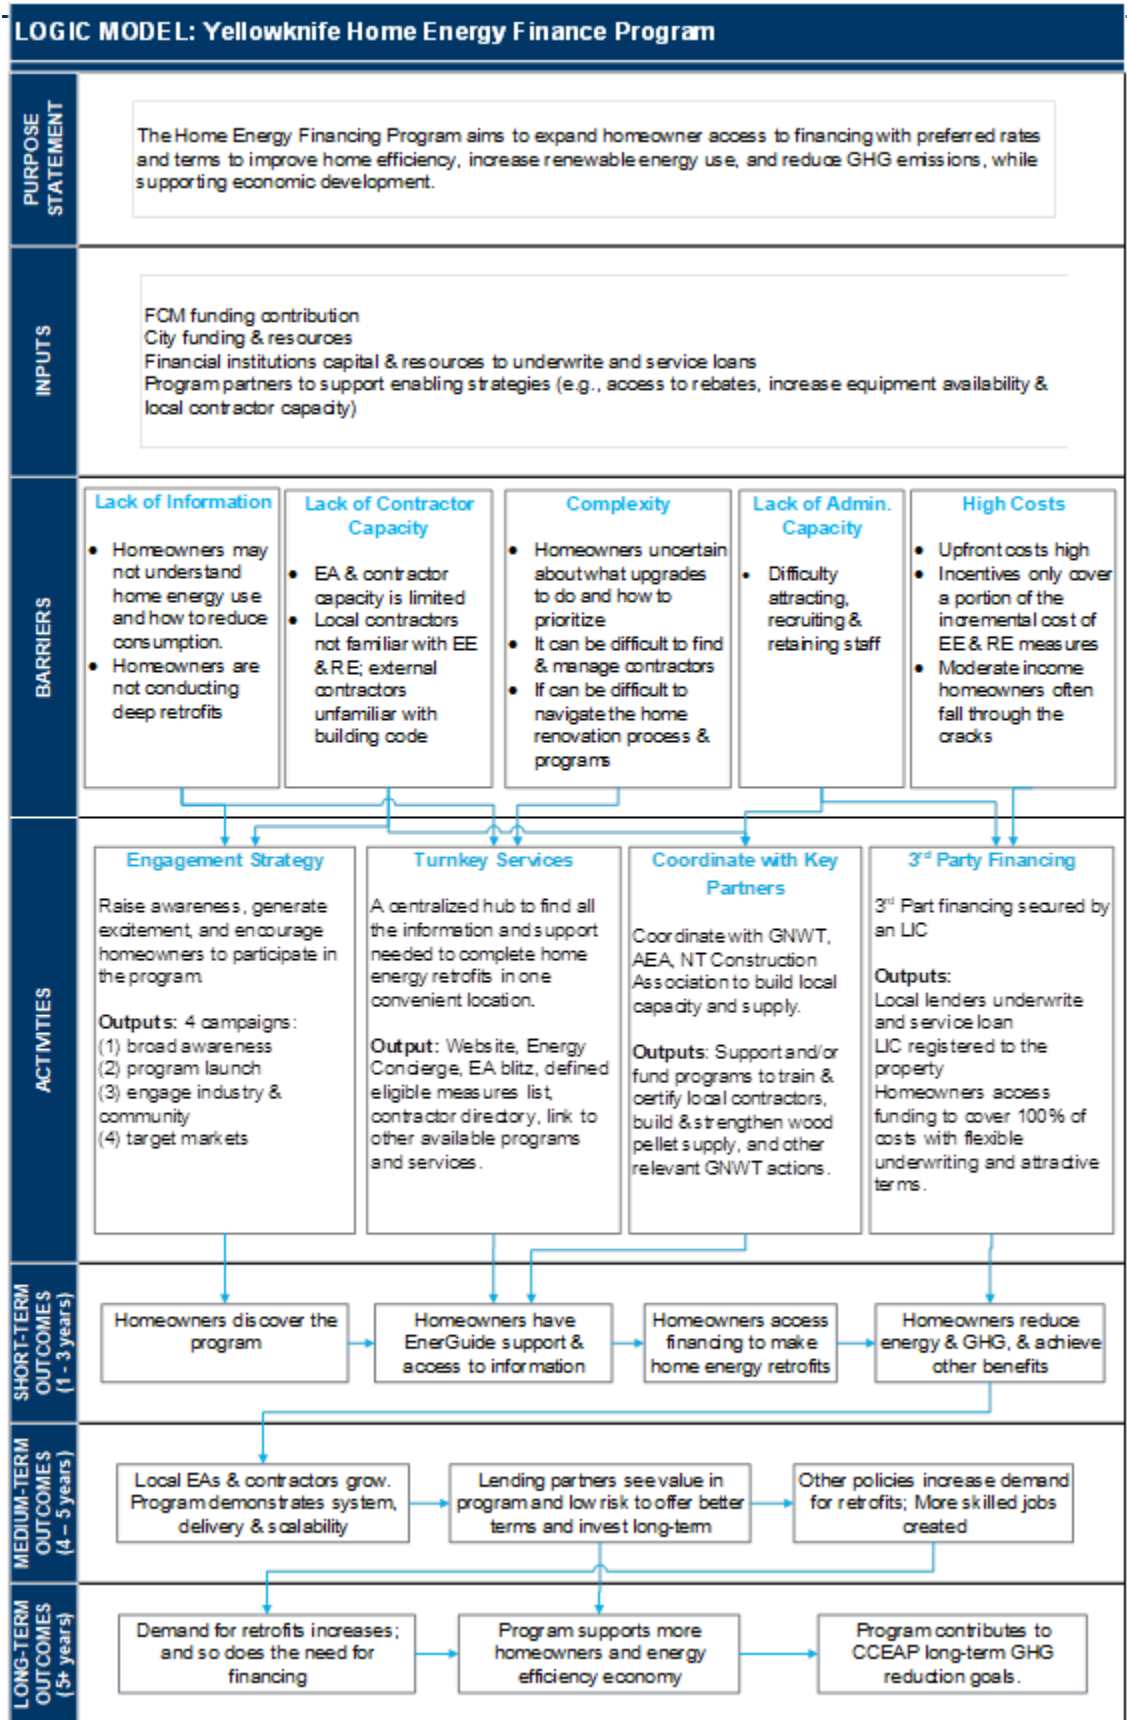 LOGIC MODEL: Yellowknife Home Energy Finance Program
PURPOSE
STATEMENT
The Home Energy Financing Program aims to expand homeowner access to financing with preferred rates
and terms to improve home efficiency, increase renewable energy use, and reduce GHG emissions, while
supporting economic development.
INPUTS
FCM funding contribution
City funding & resources
Financial institutions capital & resources to underwrite and service loans
Program partners to support enabling strategies (e.g., access to rebates, increase equipment availability &
local contractor capacity)
BARRIERS
Lack of Information
• Homeowners may
not understand
home energy use
and how to reduce
consumption.
• Homeowners are
not conducting
deep retrofits
Lack of Contractor
Capacity
• EA & contractor
capacity is limited
• Local contractors
not familiar with EE
& RE; external
contractors
unfamiliar with
building code
Complexity
• Homeowners uncertain
about what upgrades
to do and how to
prioritize
• It can be difficult to find
& manage contractors
• If can be difficult to
navigate the home
renovation process &
programs
Lack of Admin.
Capacity
• Difficulty
attracting,
recruiting &
retaining staff
High Costs
• Upfront costs high
• Incentives only cover
a portion of the
incremental cost of
EE & RE measures
• Moderate income
homeowners often
fall through the
cracks
ACTIVITIES
Engagement Strategy
Raise awareness, generate
excitement, and encourage
homeowners to participate in
the program.
Outputs: 4 campaigns:
(1) broad awareness
(2) program launch
(3) engage industry &
community
(4) target markets
Turnkey Services
A centralized hub to find all
the information and support
needed to complete home
energy retrofits in one
convenient location.
Output: Website, Energy
Concierge, EA blitz, defined
eligible measures list,
contractor directory, link to
other available programs
and services.
Coordinate with Key
Partners
Coordinate with GNWT,
AEA, NT Construction
Association to build local
capacity and supply.
Outputs: Support and/or
fund programs to train &
certify local contractors,
build & strengthen wood
pellet supply, and other
relevant GNWT actions.
3rd Party Financing
3rd Part financing secured by
an LIC
Outputs:
Local lenders underwrite
and service loan
LIC registered to the
property
Homeowners access
funding to cover 100% of
costs with flexible
underwriting and attractive
terms.
SHORT-TERM
OUTCOMES
(1 - 3 years)
Homeowners discover the
program
Homeowners have
EnerGuide support &
access to information
Homeowners access
financing to make
home energy retrofits
Homeowners reduce
energy & GHG, & achieve
other benefits
MEDIUM-TERM
OUTCOMES
(4 – 5 years)
Local EAs & contractors grow.
Program demonstrates system,
delivery & scalability
Lending partners see value in
program and low risk to offer better
terms and invest long-term
Other policies increase demand
for retrofits; More skilled jobs
created
LONG-TERM
OUTCOMES
(5+ years)
Demand for retrofits increases;
and so does the need for
financing
Program supports more
homeowners and energy
efficiency economy
Program contributes to
CCEAP long-term GHG
reduction goals.